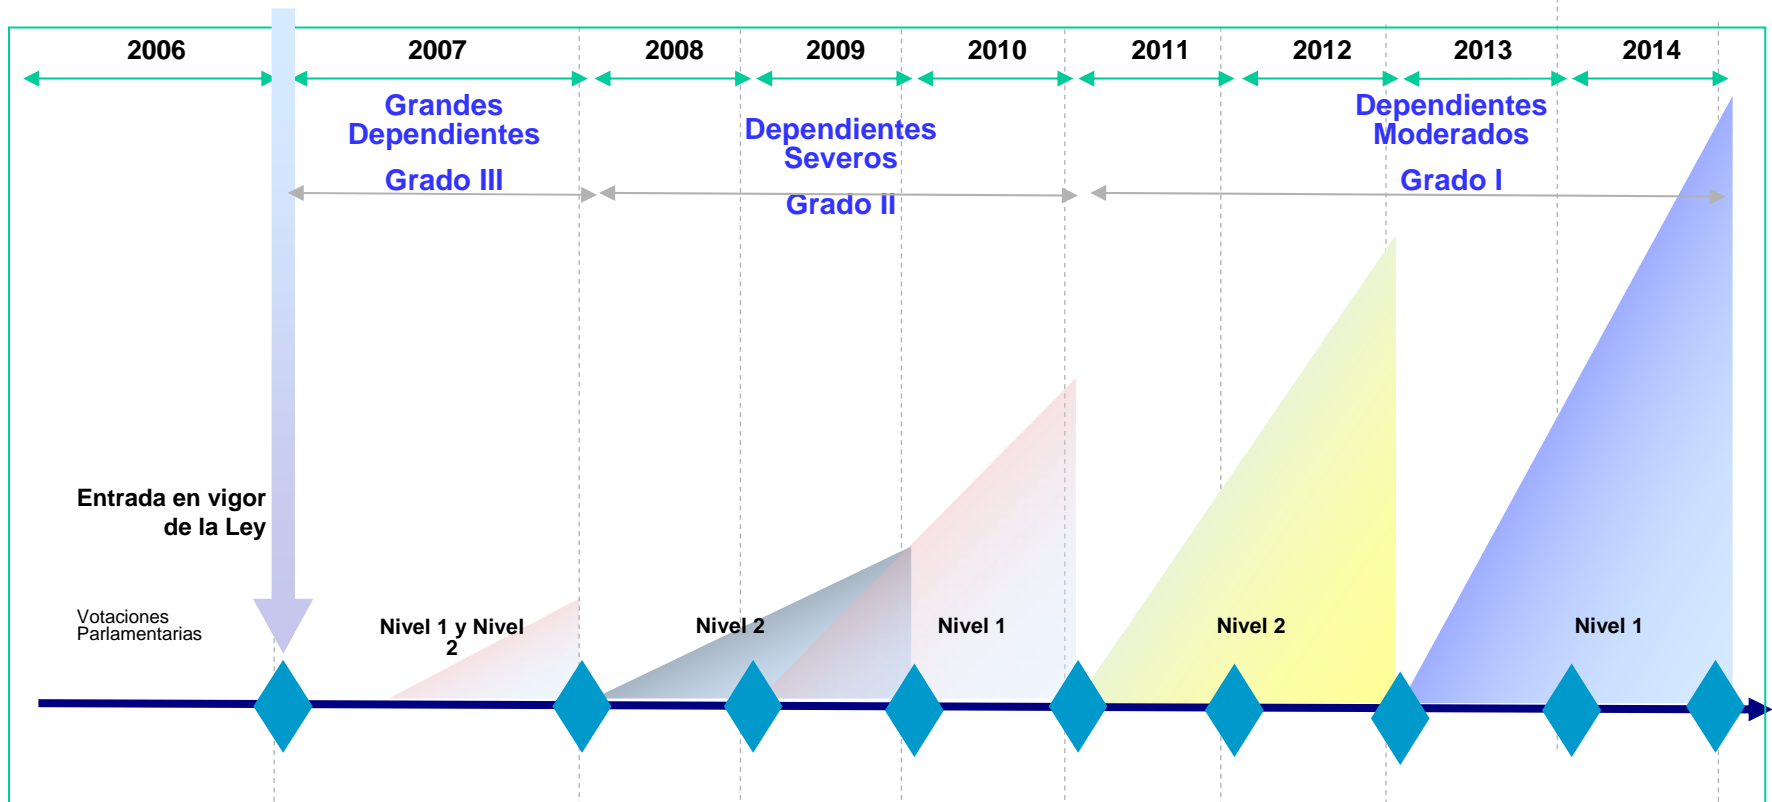 2006
2007
2008
2009
2010
2011
2012
2013
2014
Grandes
Dependientes
Grado III
Dependientes
Severos
Grado II
Dependientes
Moderados
Grado I
Entrada en vigor
de la Ley
Votaciones
Parlamentarias
Nivel 1 y Nivel
2
Nivel 2
Nivel 1
Nivel 2
Nivel 1